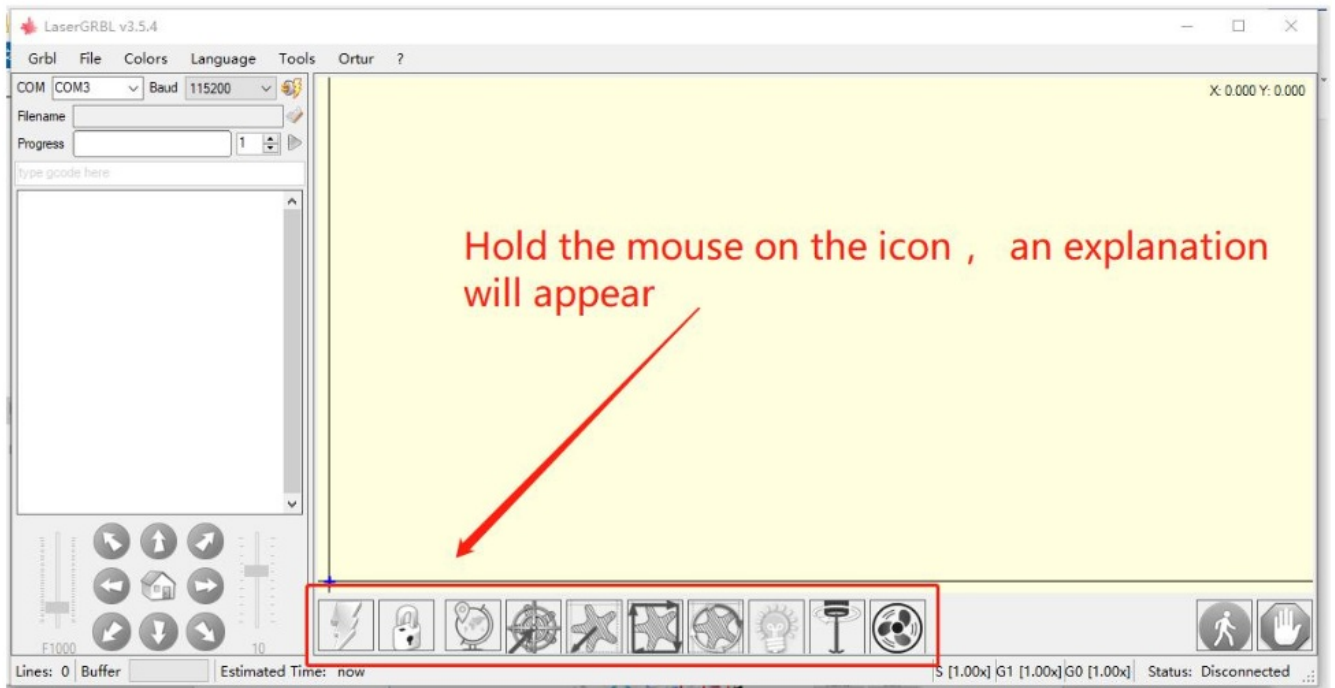 LaserGRBL v3.5.4
Grbl File Colors Language Tools Ortur ?
COM COM3 Baud 115200
X: 0.000 Y: 0.000
Filename
Progress 1
type gcode here
Hold the mouse on the icon , an explanation
will appear
F1000 10
Lines: 0 Buffer Estimated Time: now S [1.00x] G1 [1.00x] G0 [1.00x] Status: Disconnected